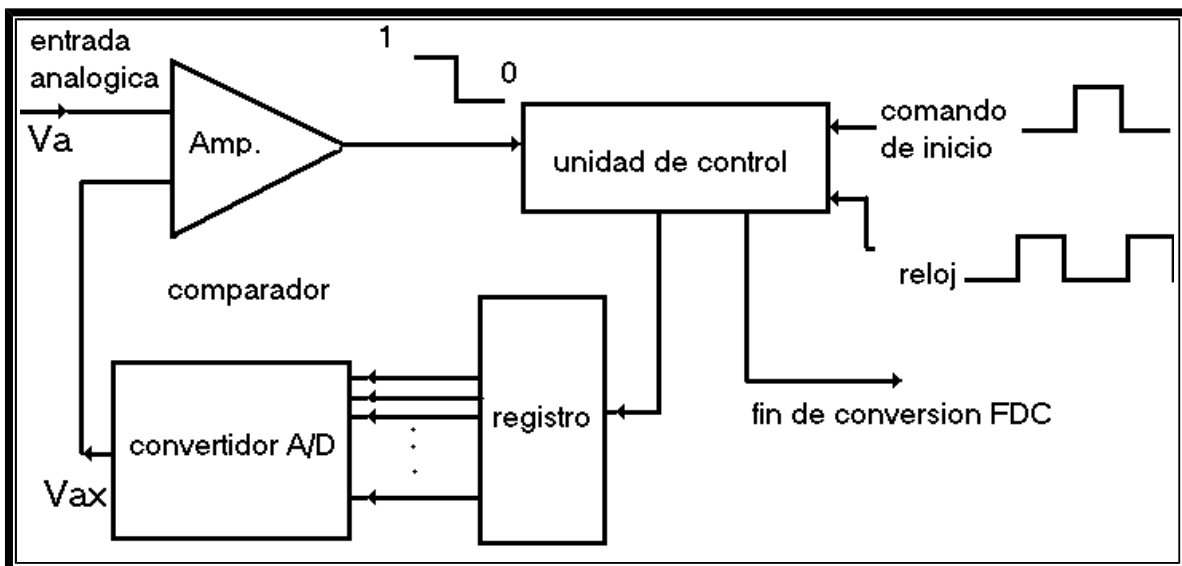 entrada
analogica
Va
Amp.
1
0
unidad de control
comando
de inicio
reloj
comparador
convertidor A/D
registro
fin de conversion FDC
Vax